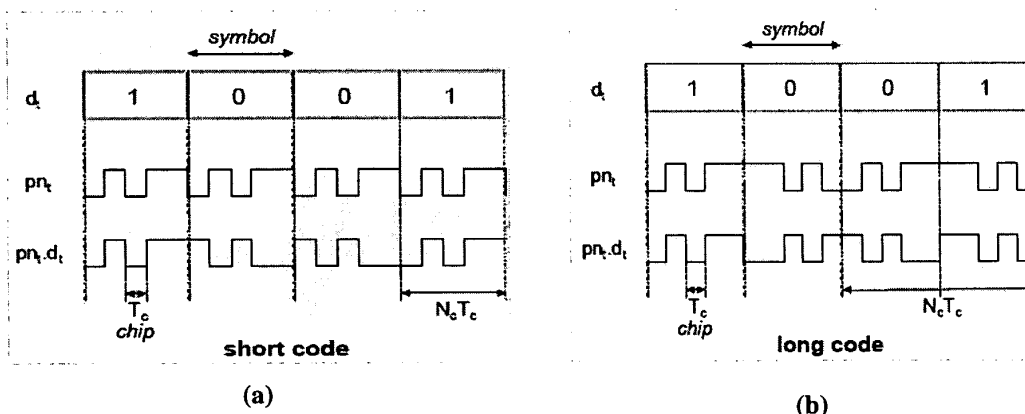 symbol
dt 1 0 0 1
pnt
pnt.dt
Tc
chip
NcTc
short code
(a)
symbol
dt 1 0 0 1
pnt
pnt.dt
Tc
chip
NcTc
long code
(b)